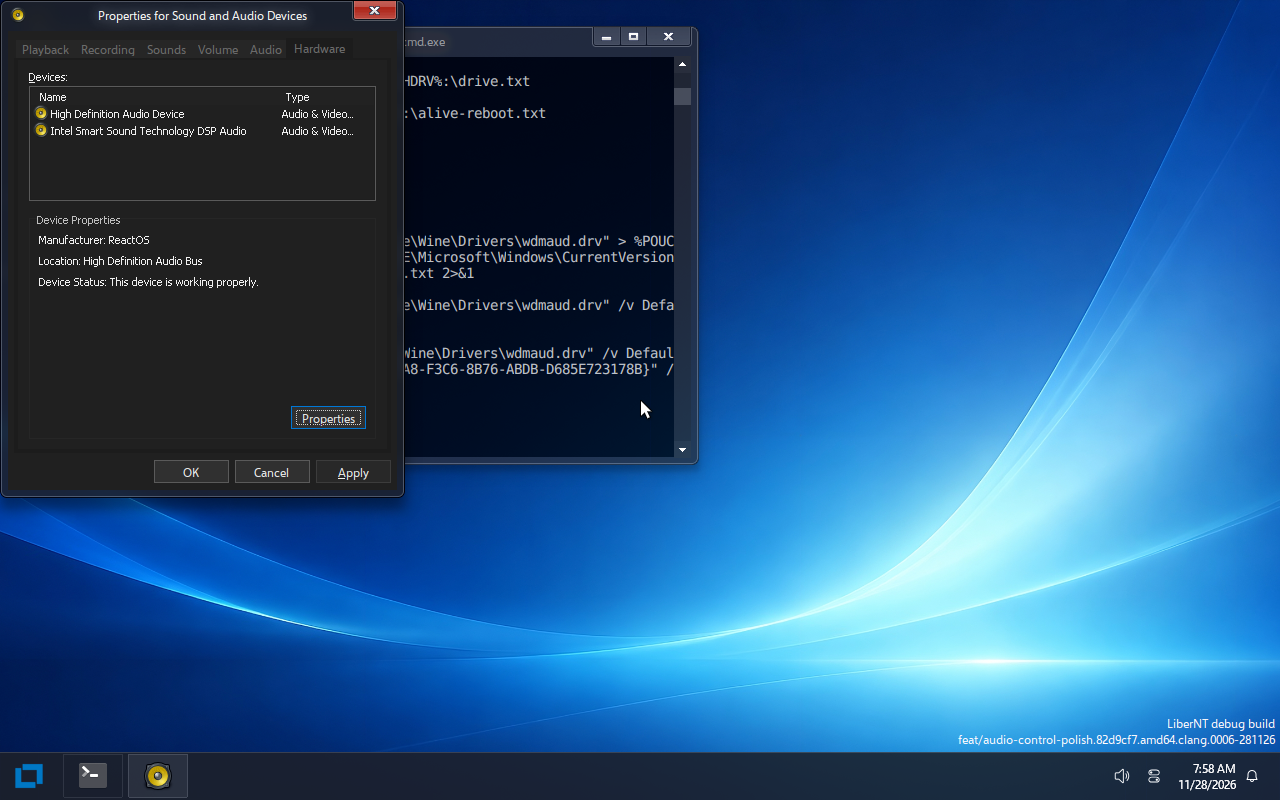 Properties for Sound and Audio Devices
Playback Recording Sounds Volume Audio Hardware
Devices:
Name Type
High Definition Audio Device Audio & Video...
Intel Smart Sound Technology DSP Audio Audio & Video...
Device Properties
Manufacturer: ReactOS
Location: High Definition Audio Bus
Device Status: This device is working properly.
Properties
OK Cancel Apply
cmd.exe
HDRV%:\drive.txt
:\alive-reboot.txt
e\Wine\Drivers\wdmaud.drv" > %POUC
E\Microsoft\Windows\CurrentVersion
.txt 2>&1
e\Wine\Drivers\wdmaud.drv" /v Defa
Wine\Drivers\wdmaud.drv" /v Defaul
A8-F3C6-8B76-ABDB-D685E723178B}" /
LiberNT debug build
feat/audio-control-polish.82d9cf7.amd64.clang.0006-281126
7:58 AM
11/28/2026